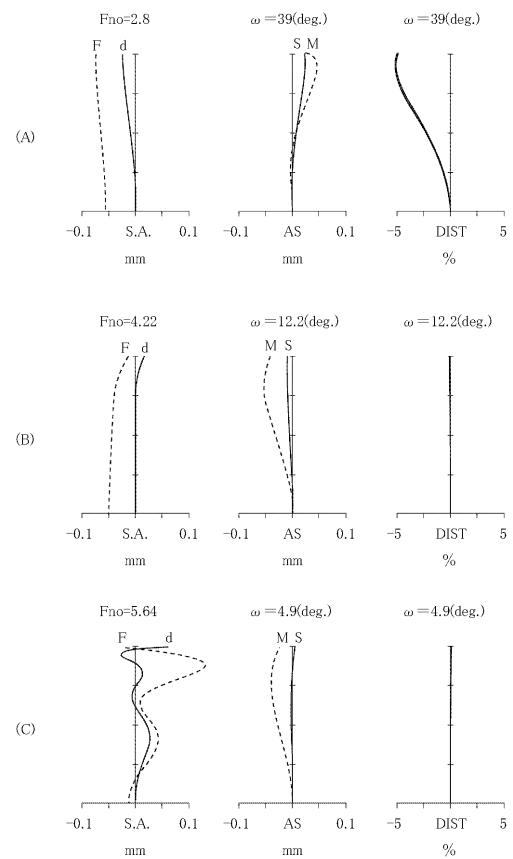 Fno=2.8 ω=39(deg.) ω=39(deg.)
F d S M
(A)
-0.1 S.A. 0.1 -0.1 AS 0.1 -5 DIST 5
mm mm %
Fno=4.22 ω=12.2(deg.) ω=12.2(deg.)
F d M S
(B)
-0.1 S.A. 0.1 -0.1 AS 0.1 -5 DIST 5
mm mm %
Fno=5.64 ω=4.9(deg.) ω=4.9(deg.)
F d M S
(C)
-0.1 S.A. 0.1 -0.1 AS 0.1 -5 DIST 5
mm mm %